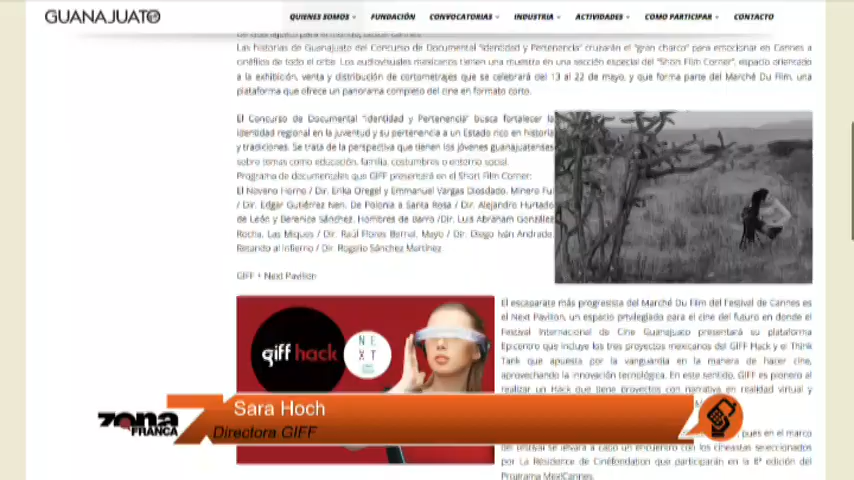 GUANAJUATO
QUIENES SOMOS FUNDACIÓN CONVOCATORIAS INDUSTRIA ACTIVIDADES COMO PARTICIPAR CONTACTO
Las historias de Guanajuato del Concurso de Documental "Identidad y Pertenencia" cruzarán el "gran charco" para emocionar en Cannes a
cinéfilos de todo el orbe. Los audiovisuales mexicanos tienen una muestra en una sección especial del "Short Film Corner", espacio orientado
a la exhibición, venta y distribución de cortometrajes que se celebrará del 13 al 22 de mayo, y que forma parte del Marché Du Film, una
plataforma que ofrece un panorama completo del cine en formato corto.
El Concurso de Documental "Identidad y Pertenencia" busca fortalecer la
identidad regional en la juventud y su pertenencia a un Estado rico en historia
y tradiciones. Se trata de la perspectiva que tienen los jóvenes guanajuatenses
sobre temas como educación, familia, costumbres o entorno social.
Programa de documentales que GIFF presentará en el Short Film Corner:
El Noveno Horno / Dir. Erika Oregel y Emmanuel Vargas Diosdado, Minero Fui
/ Dir. Edgar Gutiérrez Neri, De Polonia a Santa Rosa / Dir. Alejandro Hurtado
de León y Berenice Sánchez, Hombres de Barro /Dir. Luis Abraham González
Rocha, Las Miquis / Dir. Raúl Flores Bernal, Mayo / Dir. Diego Iván Andrade,
Retando al Infierno / Dir. Rogelio Sánchez Martínez
GIFF + Next Pavilion
giff hack
NEXT
El escaparate más progresista del Marché Du Film del Festival de Cannes es
el Next Pavilion, un espacio privilegiado para el cine del futuro en donde el
Festival Internacional de Cine Guanajuato presentará su plataforma
Epicentro que incluye los tres proyectos mexicanos del GIFF Hack y el Think
Tank que apuesta por la vanguardia en la manera de hacer cine,
aprovechando la innovación tecnológica. En este sentido, GIFF es pionero al
realizar un Hack que tiene proyectos con narrativa en realidad virtual y
pues en el marco
del festival se llevará a cabo un encuentro con los cineastas seleccionados
por La Résidence de Cinéfondation que participarán en la 8ª edición del
Programa MexiCannes.
zona
FRANCA
Sara Hoch
Directora GIFF